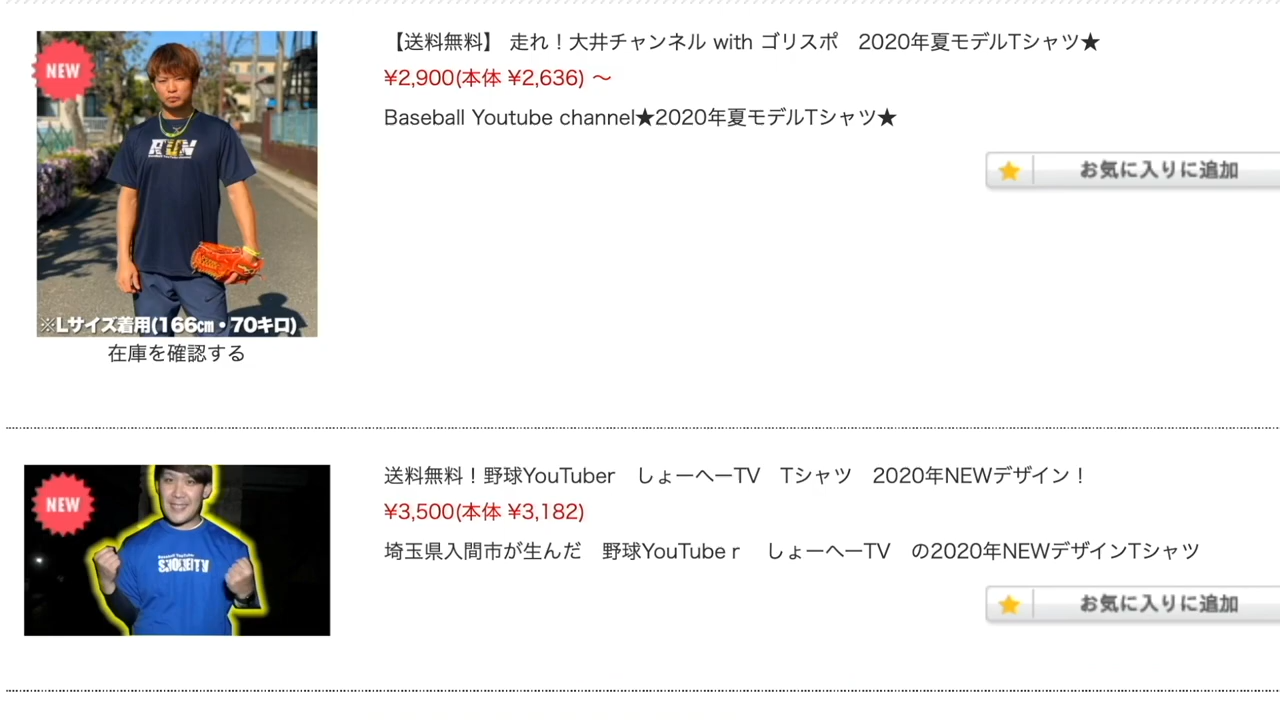 NEW
【送料無料】 走れ！大井チャンネル with ゴリスポ　2020年夏モデルTシャツ★
¥2,900(本体 ¥2,636) ～
Baseball Youtube channel★2020年夏モデルTシャツ★
お気に入りに追加
RUN
※Lサイズ着用(166㎝・70キロ)
在庫を確認する
NEW
送料無料！野球YouTuber　しょーへーTV　Tシャツ　2020年NEWデザイン！
¥3,500(本体 ¥3,182)
埼玉県入間市が生んだ　野球YouTubeｒ　しょーへーTV　の2020年NEWデザインTシャツ
Baseball YouTuber
SHOHEITV
お気に入りに追加